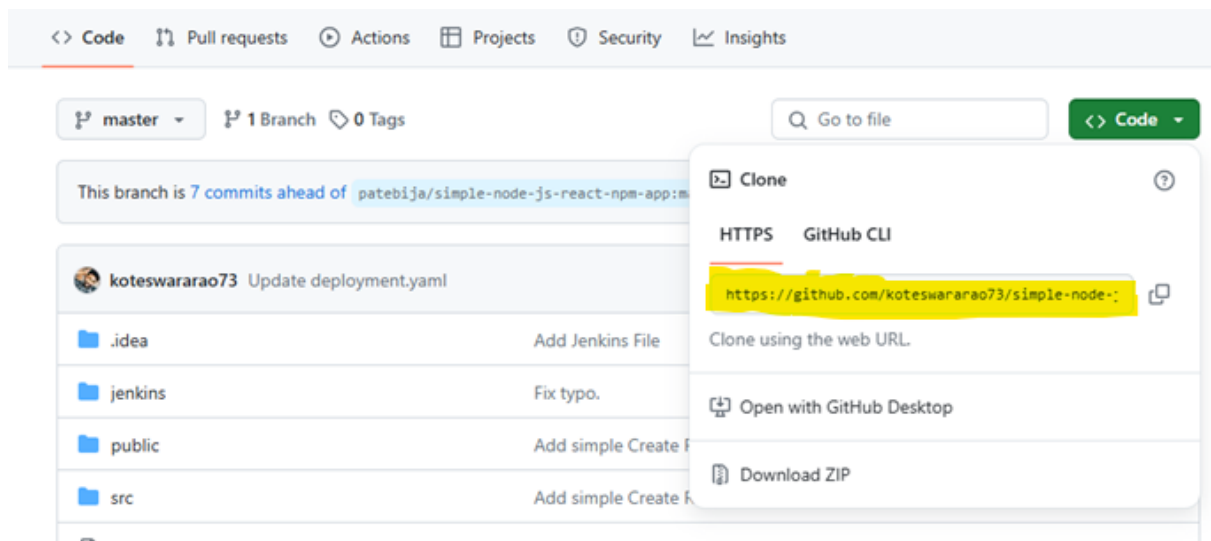 Code Pull requests Actions Projects Security Insights
master 1 Branch 0 Tags Go to file Code
This branch is 7 commits ahead of patebija/simple-node-js-react-npm-app:
koteswararao73 Update deployment.yaml
.idea Add Jenkins File
jenkins Fix typo.
public Add simple Create
src Add simple Create
Clone
HTTPS GitHub CLI
https://github.com/koteswararao73/simple-node-
Clone using the web URL.
Open with GitHub Desktop
Download ZIP